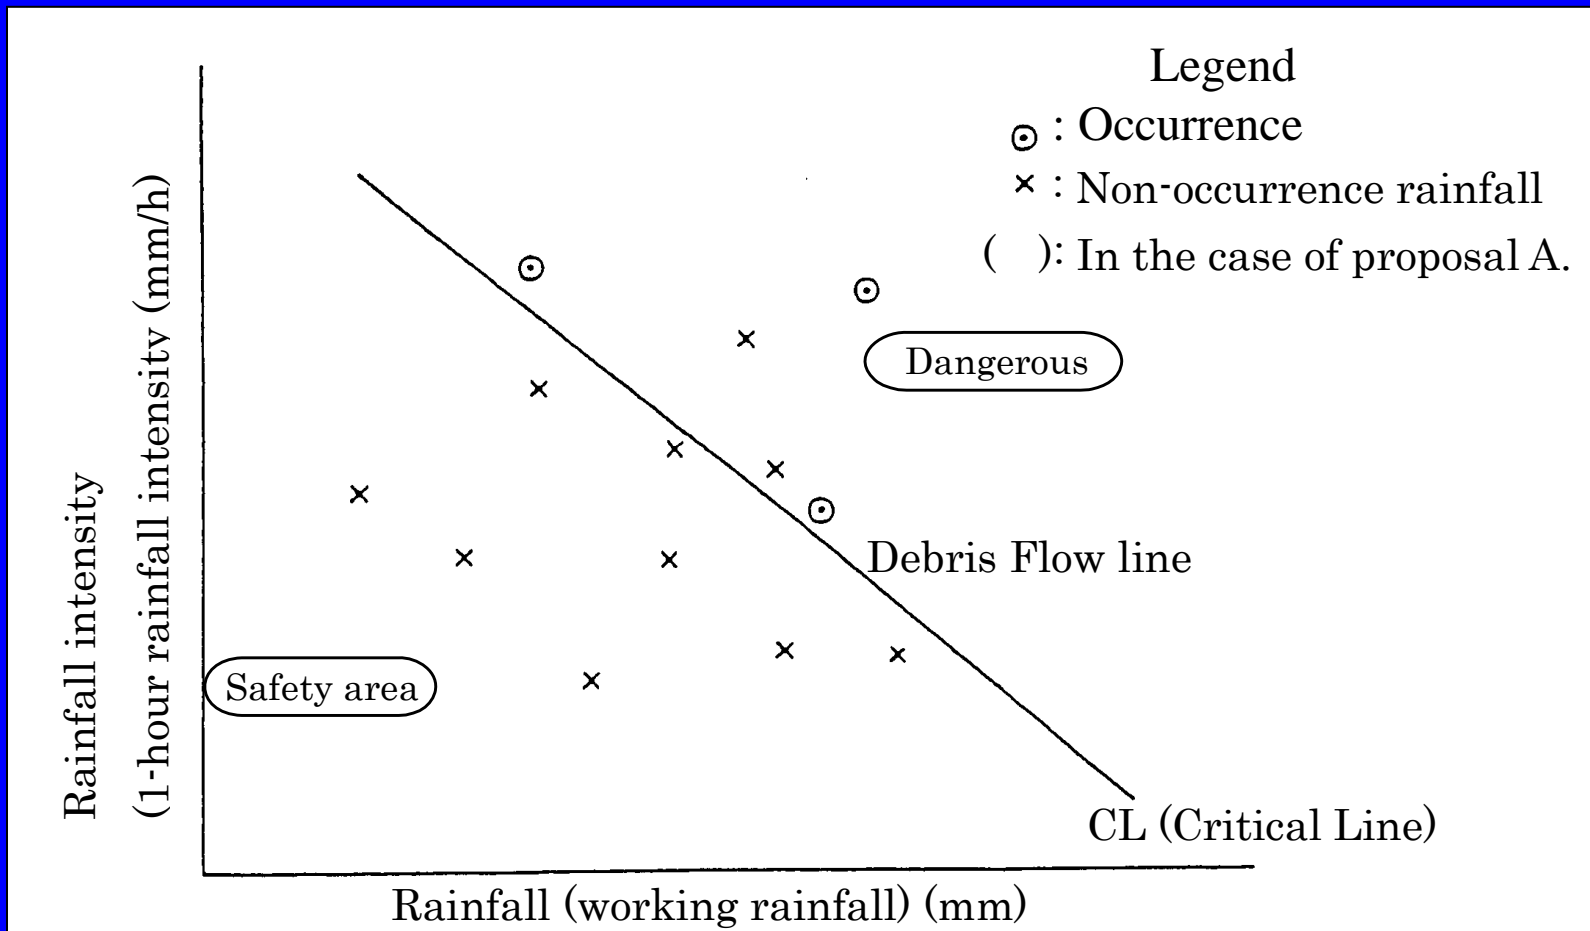 Legend
⊙ : Occurrence
× : Non-occurrence rainfall
( ): In the case of proposal A.
Rainfall intensity
(1-hour rainfall intensity (mm/h)
Dangerous
Debris Flow line
Safety area
CL (Critical Line)
Rainfall (working rainfall) (mm)